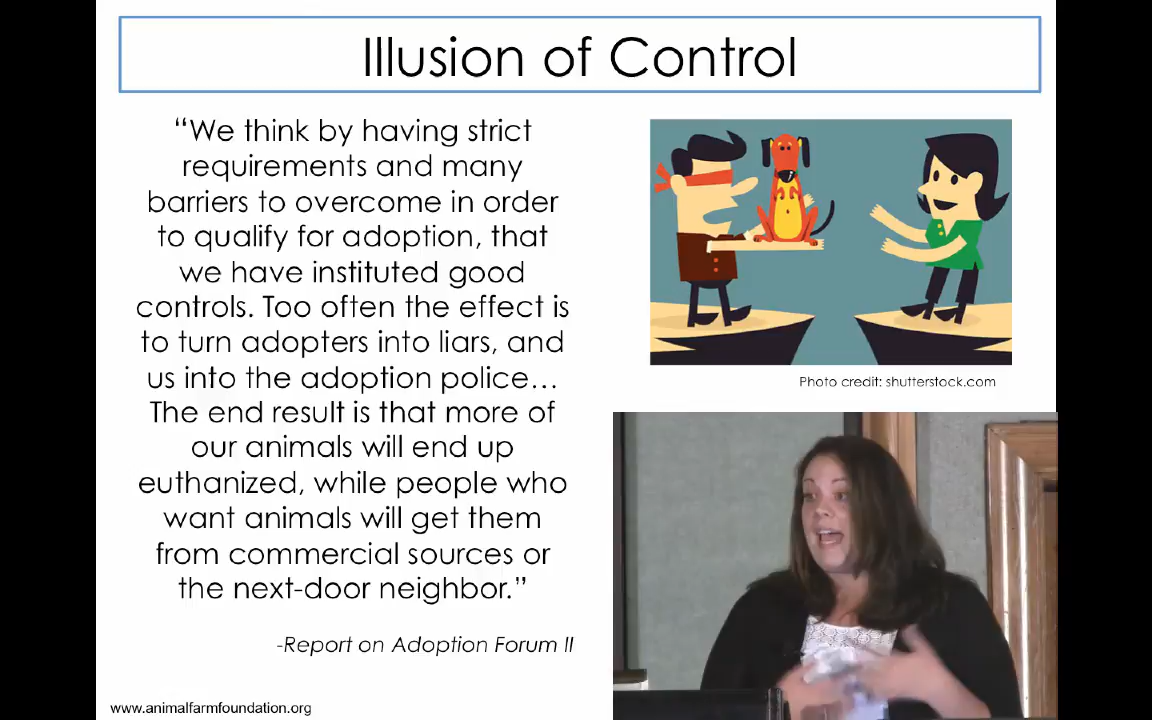 Illusion of Control
“We think by having strict
requirements and many
barriers to overcome in order
to qualify for adoption, that
we have instituted good
controls. Too often the effect is
to turn adopters into liars, and
us into the adoption police…
The end result is that more of
our animals will end up
euthanized, while people who
want animals will get them
from commercial sources or
the next-door neighbor.”
-Report on Adoption Forum II
Photo credit: shutterstock.com
www.animalfarmfoundation.org